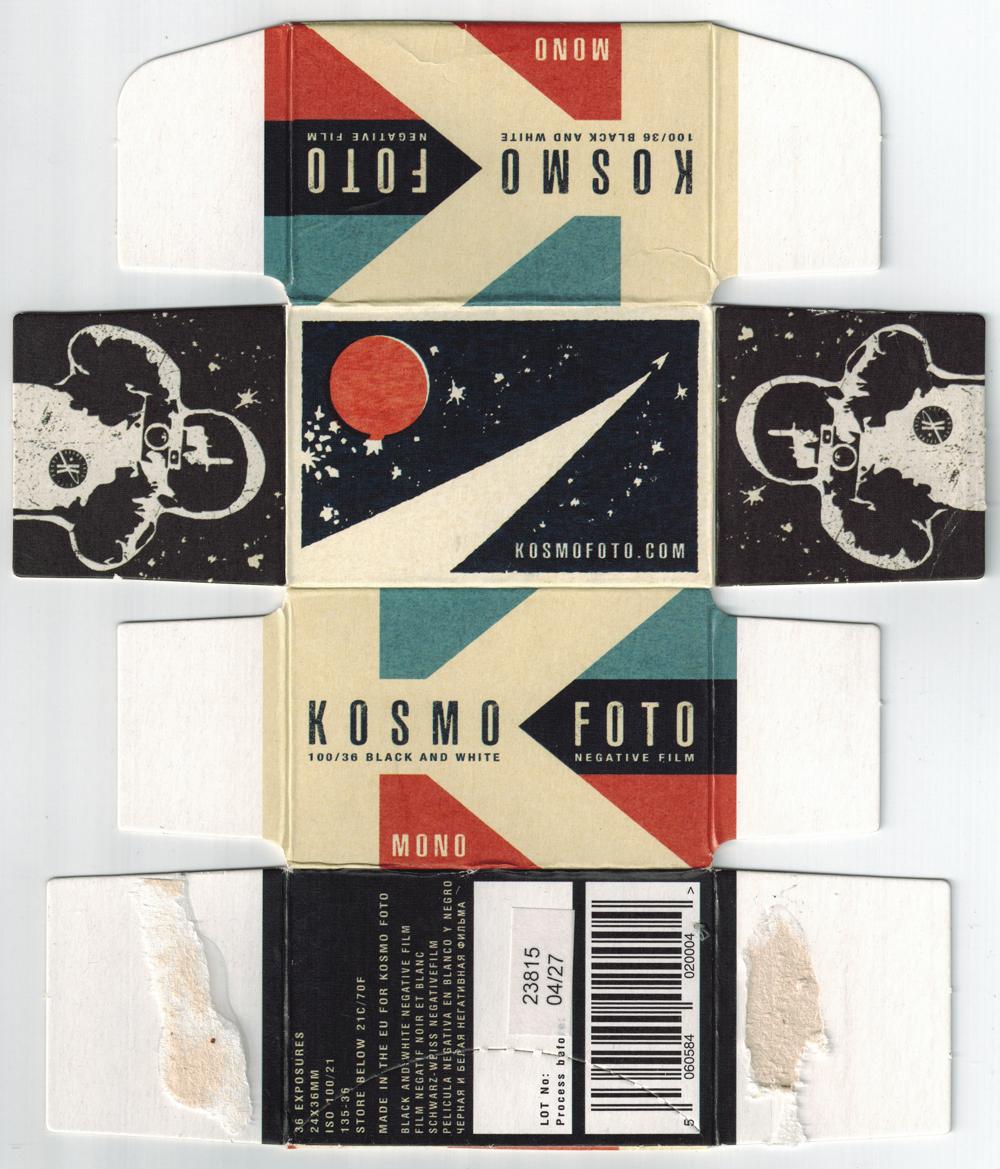 MONO
100/36 BLACK AND WHITE
NEGATIVE FILM
KOSMO FOTO
KOSMOFOTO.COM
KOSMO FOTO
100/36 BLACK AND WHITE
NEGATIVE FILM
MONO
36 EXPOSURES
24X36MM
ISO 100/21
135-36
STORE BELOW 21C/70F
MADE IN THE EU FOR KOSMO FOTO
BLACK AND WHITE NEGATIVE FILM
FILM NEGATIF NOIR ET BLANC
SCHWARZ-WEISS NEGATIVEFILM
PELICULA NEGATIVA EN BLANCO Y NEGRO
ЧЕРНАЯ И БЕЛАЯ НЕГАТИВНАЯ ФИЛЬМА
LOT No: 23815
Process before: 04/27
5 060584 020004 >